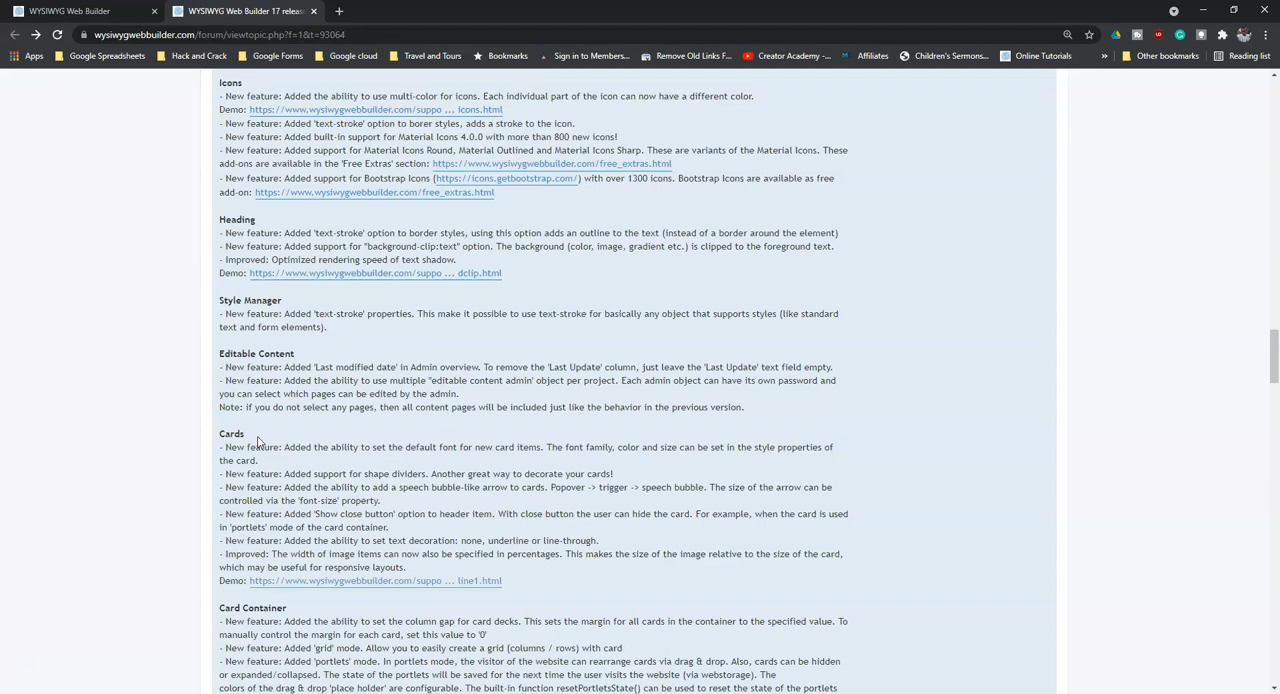 WYSIWYG Web Builder
WYSIWYG Web Builder 17 releas
wysiwygwebbuilder.com/forum/viewtopic.php?f=1&t=93064
Apps
Google Spreadsheets
Hack and Crack
Google Forms
Google cloud
Travel and Tours
Bookmarks
Sign in to Members...
Remove Old Links F...
Creator Academy -...
Affiliates
Children's Sermons...
Online Tutorials
Other bookmarks
Reading list
Icons
- New feature: Added the ability to use multi-color for icons. Each individual part of the icon can now have a different color.
Demo: https://www.wysiwygwebbuilder.com/suppo ... icons.html
- New feature: Added 'text-stroke' option to borer styles, adds a stroke to the icon.
- New feature: Added built-in support for Material Icons 4.0.0 with more than 800 new icons!
- New feature: Added support for Material Icons Round, Material Outlined and Material Icons Sharp. These are variants of the Material Icons. These
add-ons are available in the 'Free Extras' section: https://www.wysiwygwebbuilder.com/free_extras.html
- New feature: Added support for Bootstrap Icons (https://icons.getbootstrap.com/) with over 1300 icons. Bootstrap Icons are available as free
add-on: https://www.wysiwygwebbuilder.com/free_extras.html
Heading
- New feature: Added 'text-stroke' option to border styles, using this option adds an outline to the text (instead of a border around the element)
- New feature: Added support for "background-clip:text" option. The background (color, image, gradient etc.) is clipped to the foreground text.
- Improved: Optimized rendering speed of text shadow.
Demo: https://www.wysiwygwebbuilder.com/suppo ... dclip.html
Style Manager
- New feature: Added 'text-stroke' properties. This make it possible to use text-stroke for basically any object that supports styles (like standard
text and form elements).
Editable Content
- New feature: Added 'Last modified date' in Admin overview. To remove the 'Last Update' column, just leave the 'Last Update' text field empty.
- New feature: Added the ability to use multiple "editable content admin' object per project. Each admin object can have its own password and
you can select which pages can be edited by the admin.
Note: if you do not select any pages, then all content pages will be included just like the behavior in the previous version.
Cards
- New feature: Added the ability to set the default font for new card items. The font family, color and size can be set in the style properties of
the card.
- New feature: Added support for shape dividers. Another great way to decorate your cards!
- New feature: Added the ability to add a speech bubble-like arrow to cards. Popover -> trigger -> speech bubble. The size of the arrow can be
controlled via the 'font-size' property.
- New feature: Added 'Show close button' option to header item. With close button the user can hide the card. For example, when the card is used
in 'portlets' mode of the card container.
- New feature: Added the ability to set text decoration: none, underline or line-through.
- Improved: The width of image items can now also be specified in percentages. This makes the size of the image relative to the size of the card,
which may be useful for responsive layouts.
Demo: https://www.wysiwygwebbuilder.com/suppo ... line1.html
Card Container
- New feature: Added the ability to set the column gap for card decks. This sets the margin for all cards in the container to the specified value. To
manually control the margin for each card, set this value to '0'
- New feature: Added 'grid' mode. Allow you to easily create a grid (columns / rows) with card
- New feature: Added 'portlets' mode. In portlets mode, the visitor of the website can rearrange cards via drag & drop. Also, cards can be hidden
or expanded/collapsed. The state of the portlets will be saved for the next time the user visits the website (via webstorage). The
colors of the drag & drop 'place holder' are configurable. The built-in function resetPortletsState() can be used to reset the state of the portlets